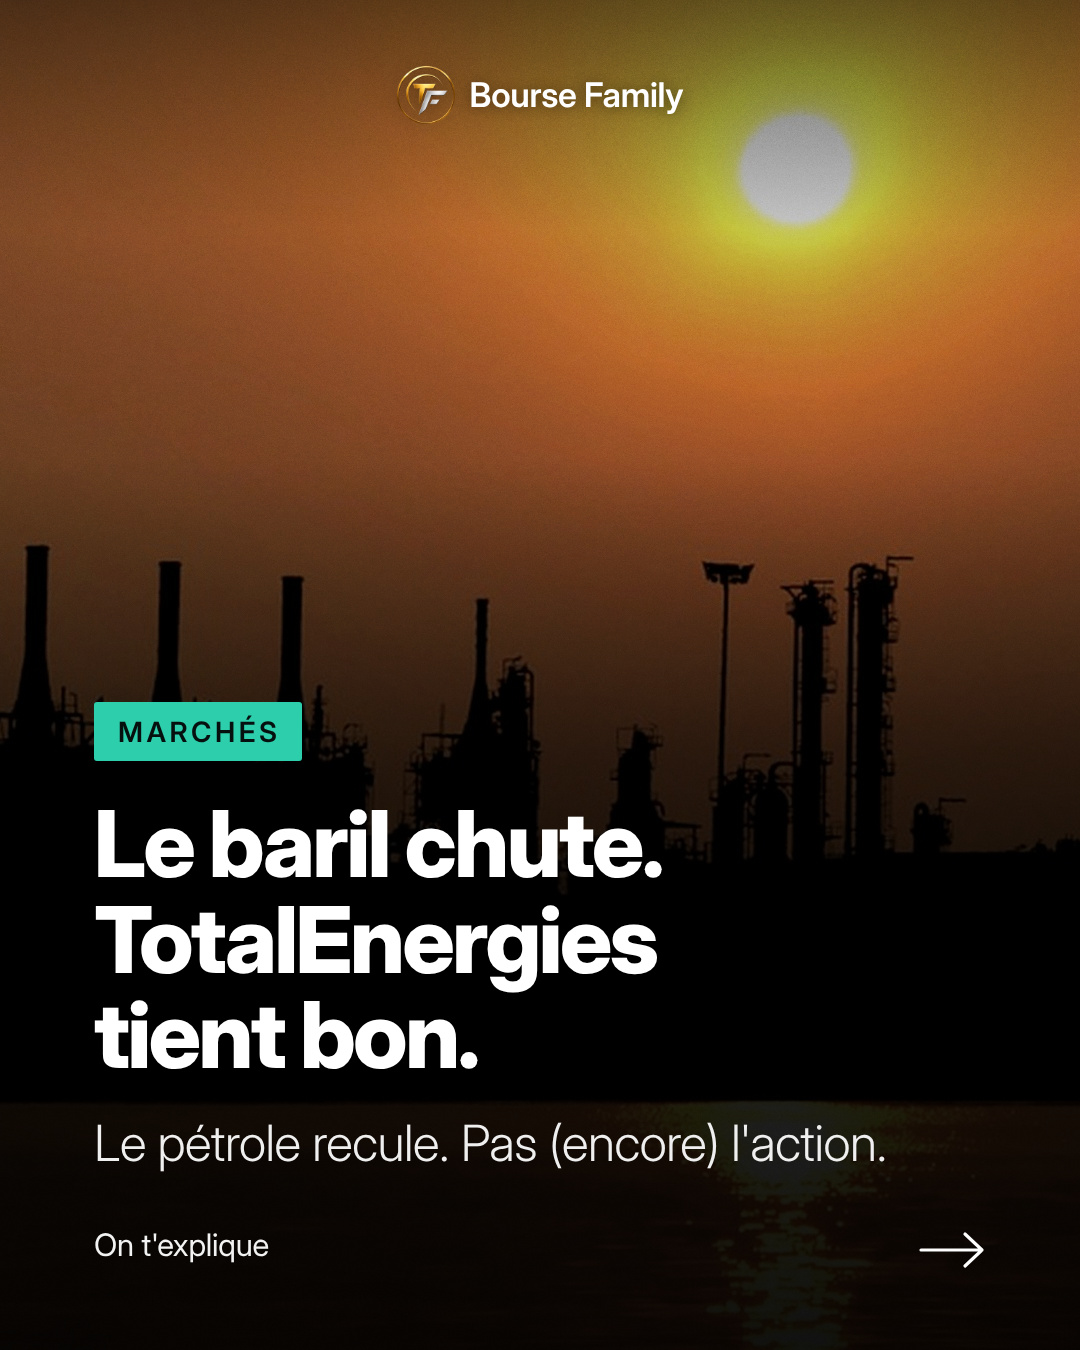 Bourse Family
MARCHÉS
Le baril chute.
TotalEnergies
tient bon.
Le pétrole recule. Pas (encore) l'action.
On t'explique